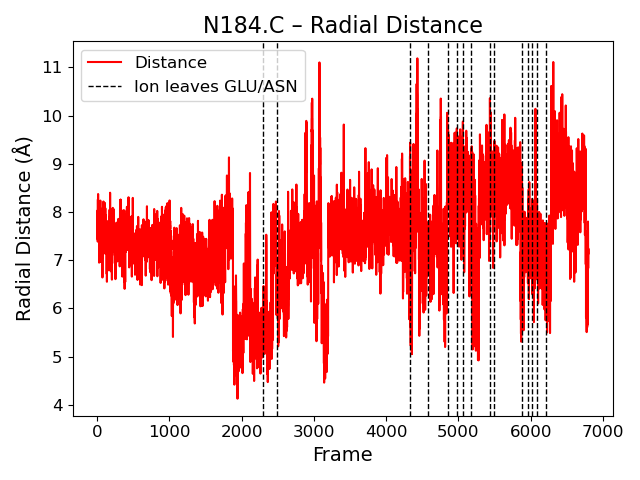 N184.C – Radial Distance
Distance
Ion leaves GLU/ASN
Radial Distance (Å)
11
10
9
8
7
6
5
4
0 1000 2000 3000 4000 5000 6000 7000
Frame